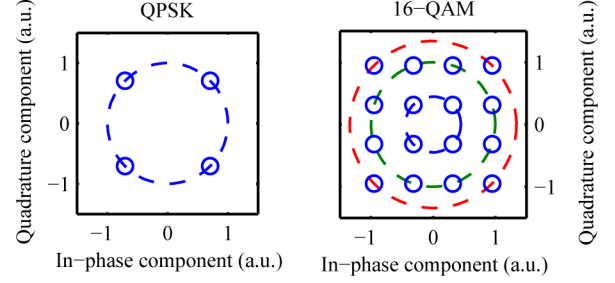 QPSK
Quadrature component (a.u.)
1
0
−1
−1 0 1
In−phase component (a.u.)
16−QAM
1
0
−1
Quadrature component (a.u.)
−1 0 1
In−phase component (a.u.)